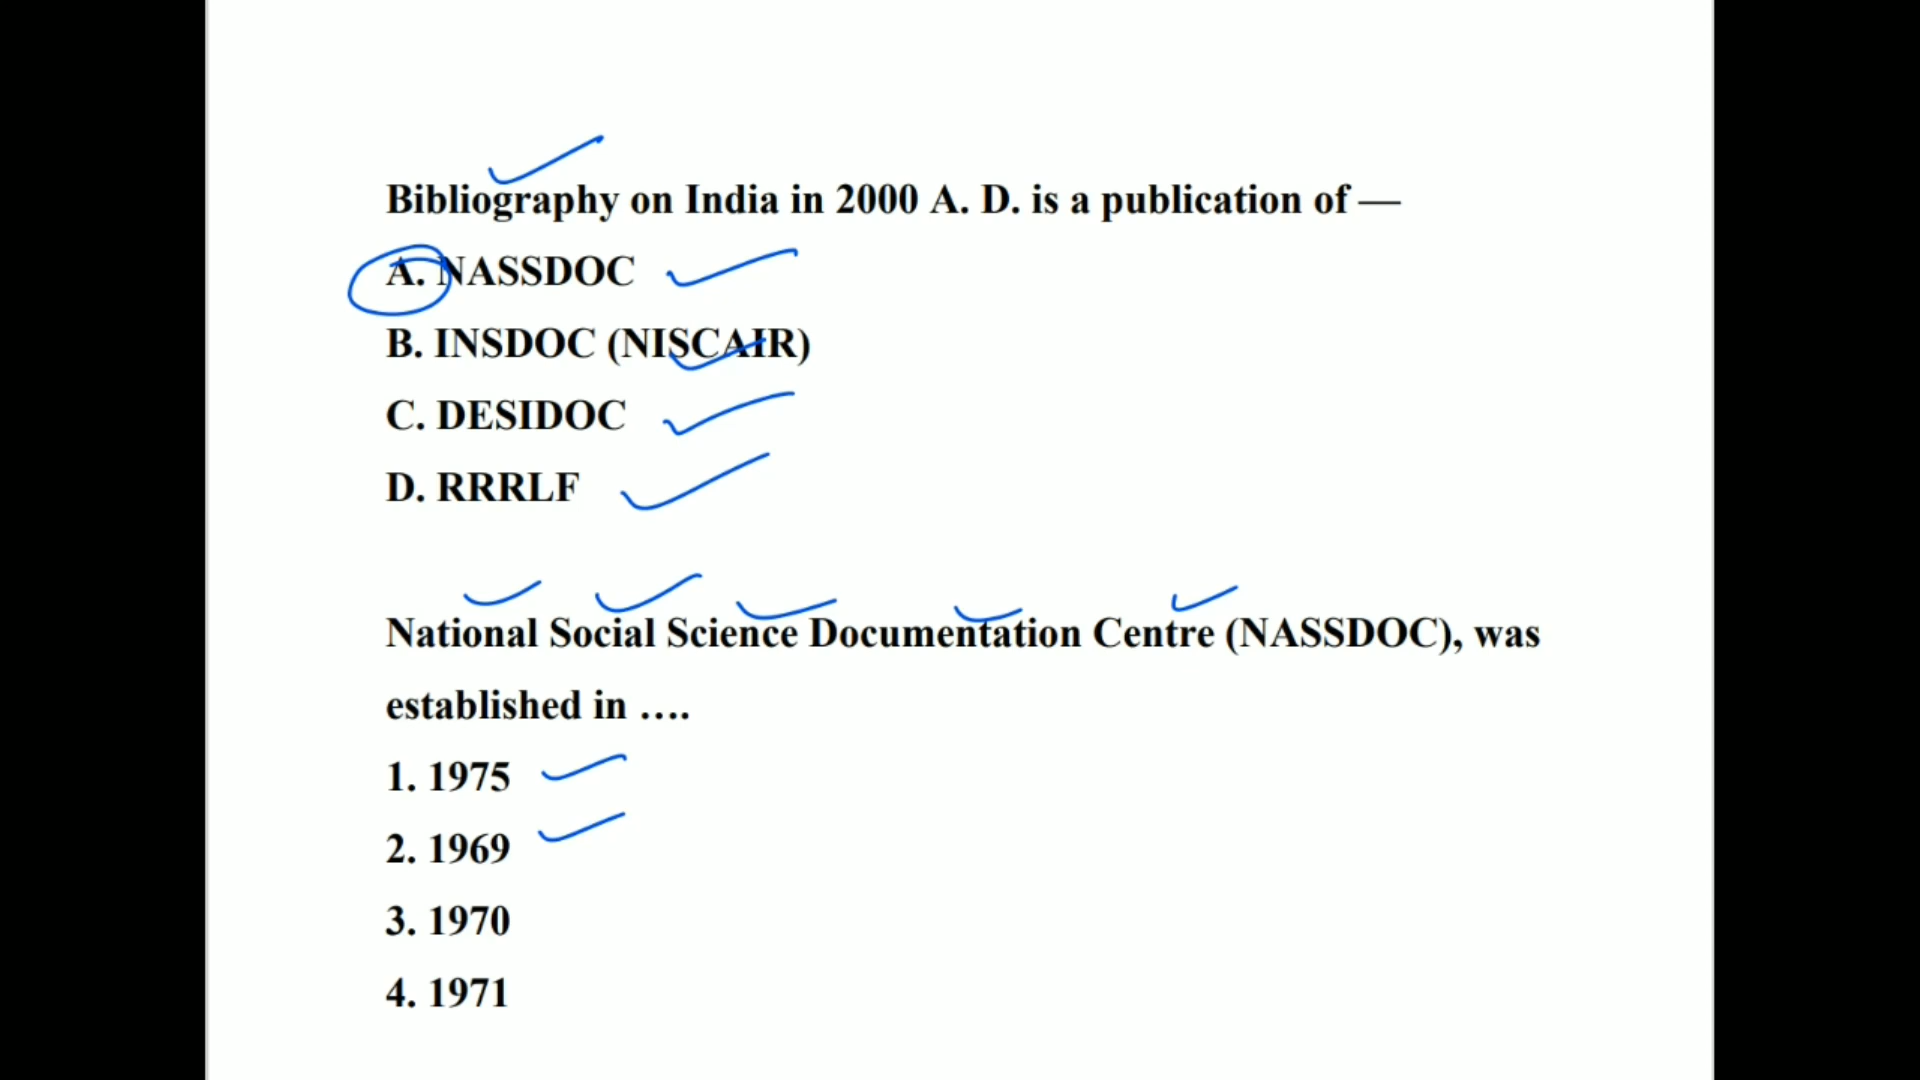 Bibliography on India in 2000 A. D. is a publication of —
A. NASSDOC
B. INSDOC (NISCAIR)
C. DESIDOC
D. RRRLF
National Social Science Documentation Centre (NASSDOC), was
established in ….
1. 1975
2. 1969
3. 1970
4. 1971